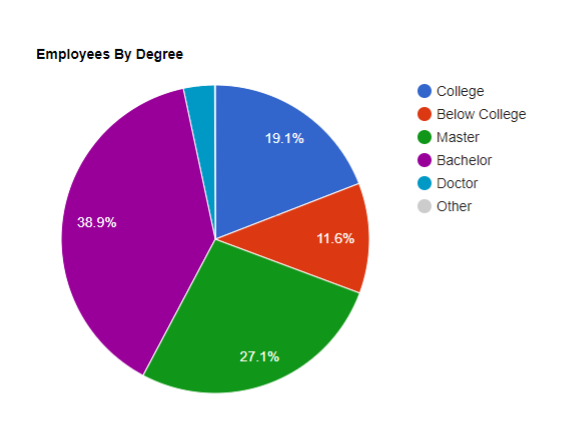 Employees By Degree
College
Below College
Master
Bachelor
Doctor
Other
19.1%
11.6%
27.1%
38.9%